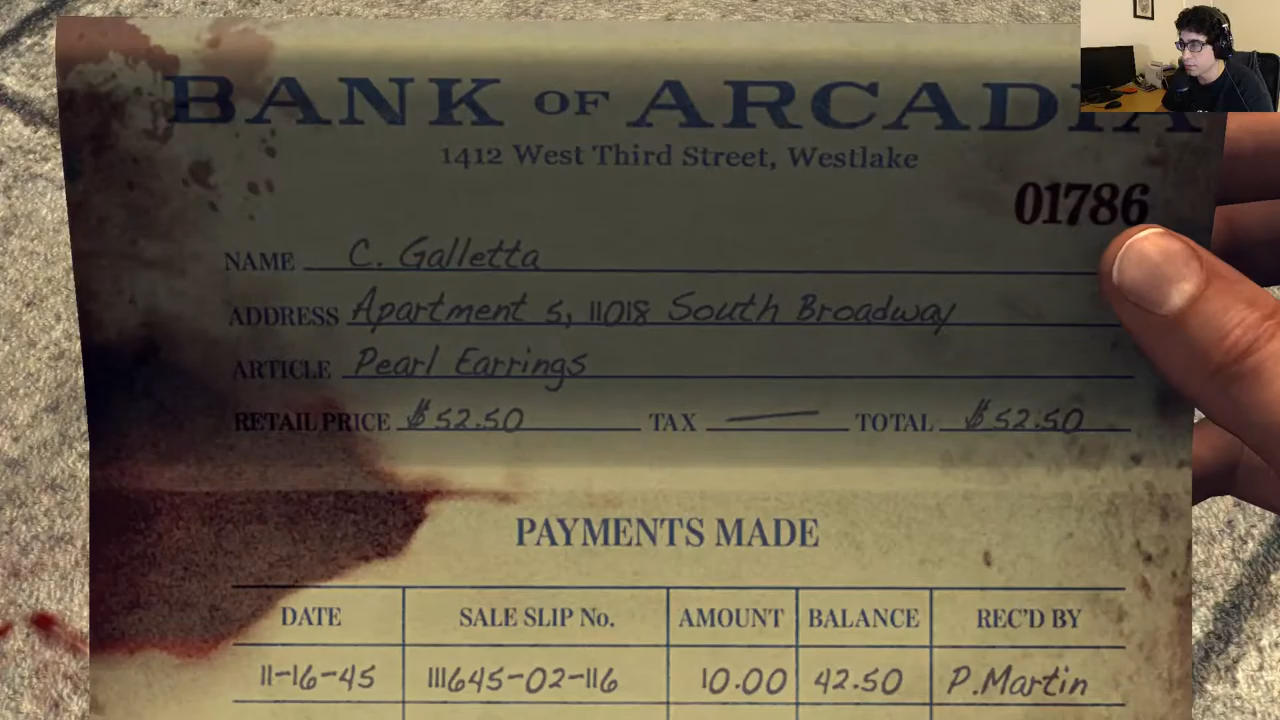 BANK OF ARCADIA
1412 West Third Street, Westlake
01786
NAME C. Galletta
ADDRESS Apartment 5, 11018 South Broadway
ARTICLE Pearl Earrings
RETAIL PRICE $52.50 TAX — TOTAL $52.50
PAYMENTS MADE
DATE SALE SLIP No. AMOUNT BALANCE REC'D BY
11-16-45 111645-02-116 10.00 42.50 P.Martin